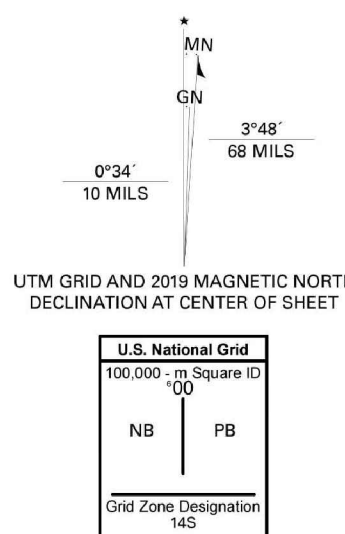 ★
MN
GN
3°48´
68 MILS
0°34´
10 MILS
UTM GRID AND 2019 MAGNETIC NORTH
DECLINATION AT CENTER OF SHEET
U.S. National Grid
100,000 - m Square ID
⁶00
NB
PB
Grid Zone Designation
14S